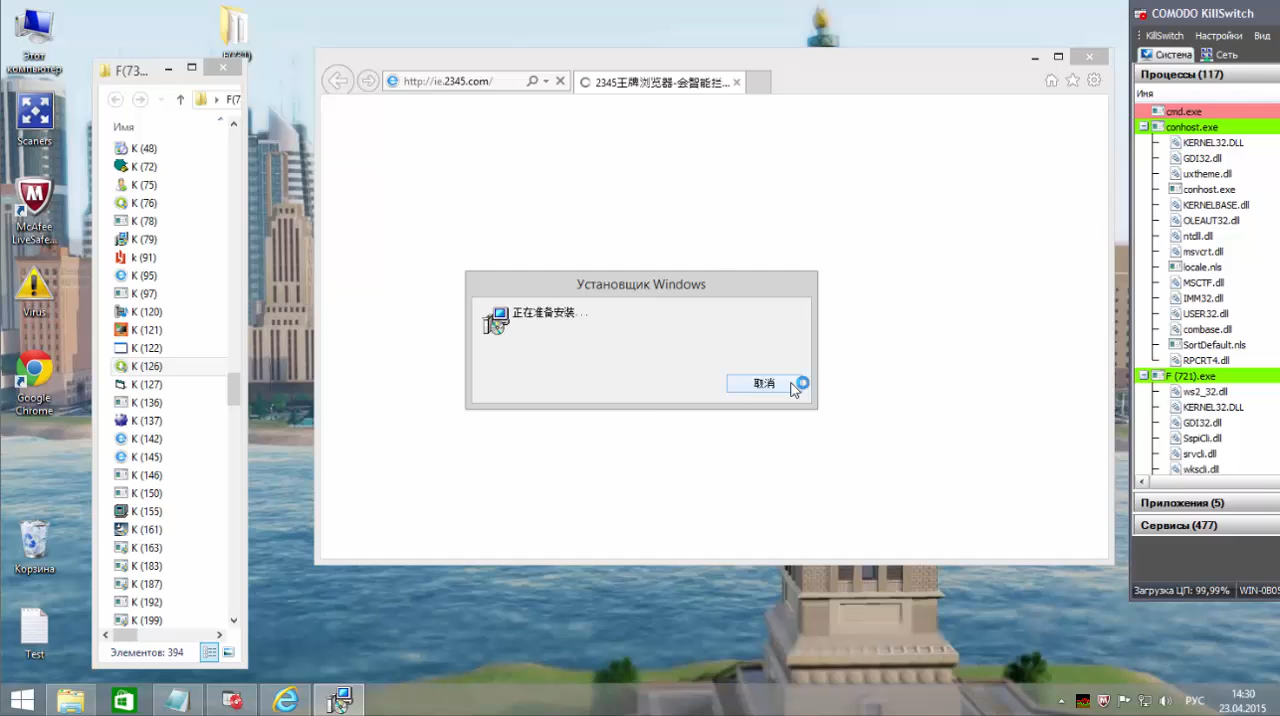 Этот
компьютер
Scaners
McAfee
LiveSafe...
Virus
Google
Chrome
Корзина
Test
F(731)
F(73...
F(7
Имя
K (48)
K (72)
K (75)
K (76)
K (78)
K (79)
k (91)
K (95)
K (97)
K (120)
K (121)
K (122)
K (126)
K (127)
K (136)
K (137)
K (142)
K (145)
K (146)
K (150)
K (155)
K (161)
K (163)
K (183)
K (187)
K (192)
K (199)
Элементов: 394
http://ie.2345.com/
2345王牌浏览器-会智能拦...
Установщик Windows
正在准备安装...
取消
COMODO KillSwitch
KillSwitch Настройки Вид
Система Сеть
Процессы (117)
Имя
cmd.exe
conhost.exe
KERNEL32.DLL
GDI32.dll
uxtheme.dll
conhost.exe
KERNELBASE.dll
OLEAUT32.dll
ntdll.dll
msvcrt.dll
locale.nls
MSCTF.dll
IMM32.dll
USER32.dll
combase.dll
SortDefault.nls
RPCRT4.dll
F (721).exe
ws2_32.dll
KERNEL32.DLL
GDI32.dll
SspiCli.dll
srvcli.dll
wkscli.dll
Приложения (5)
Сервисы (477)
Загрузка ЦП: 99,99% WIN-0B05
РУС
14:30
23.04.2015